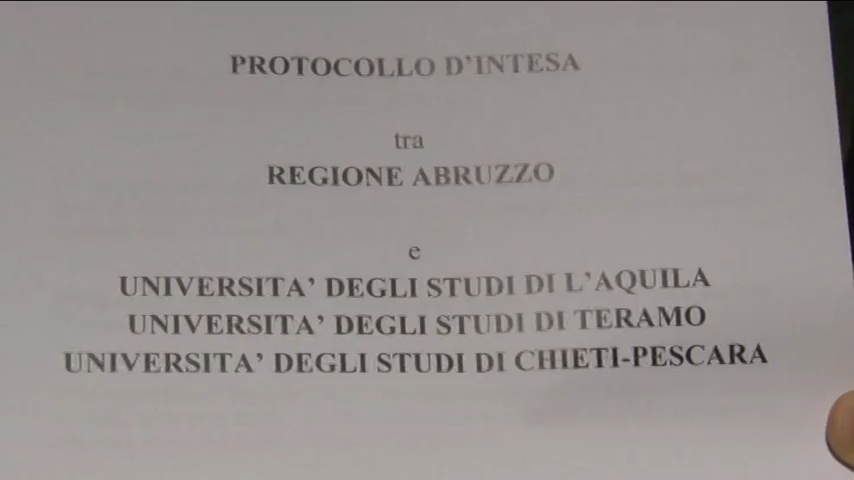 PROTOCOLLO D'INTESA
tra
REGIONE ABRUZZO
e
UNIVERSITA' DEGLI STUDI DI L'AQUILA
UNIVERSITA' DEGLI STUDI DI TERAMO
UNIVERSITA' DEGLI STUDI DI CHIETI-PESCARA